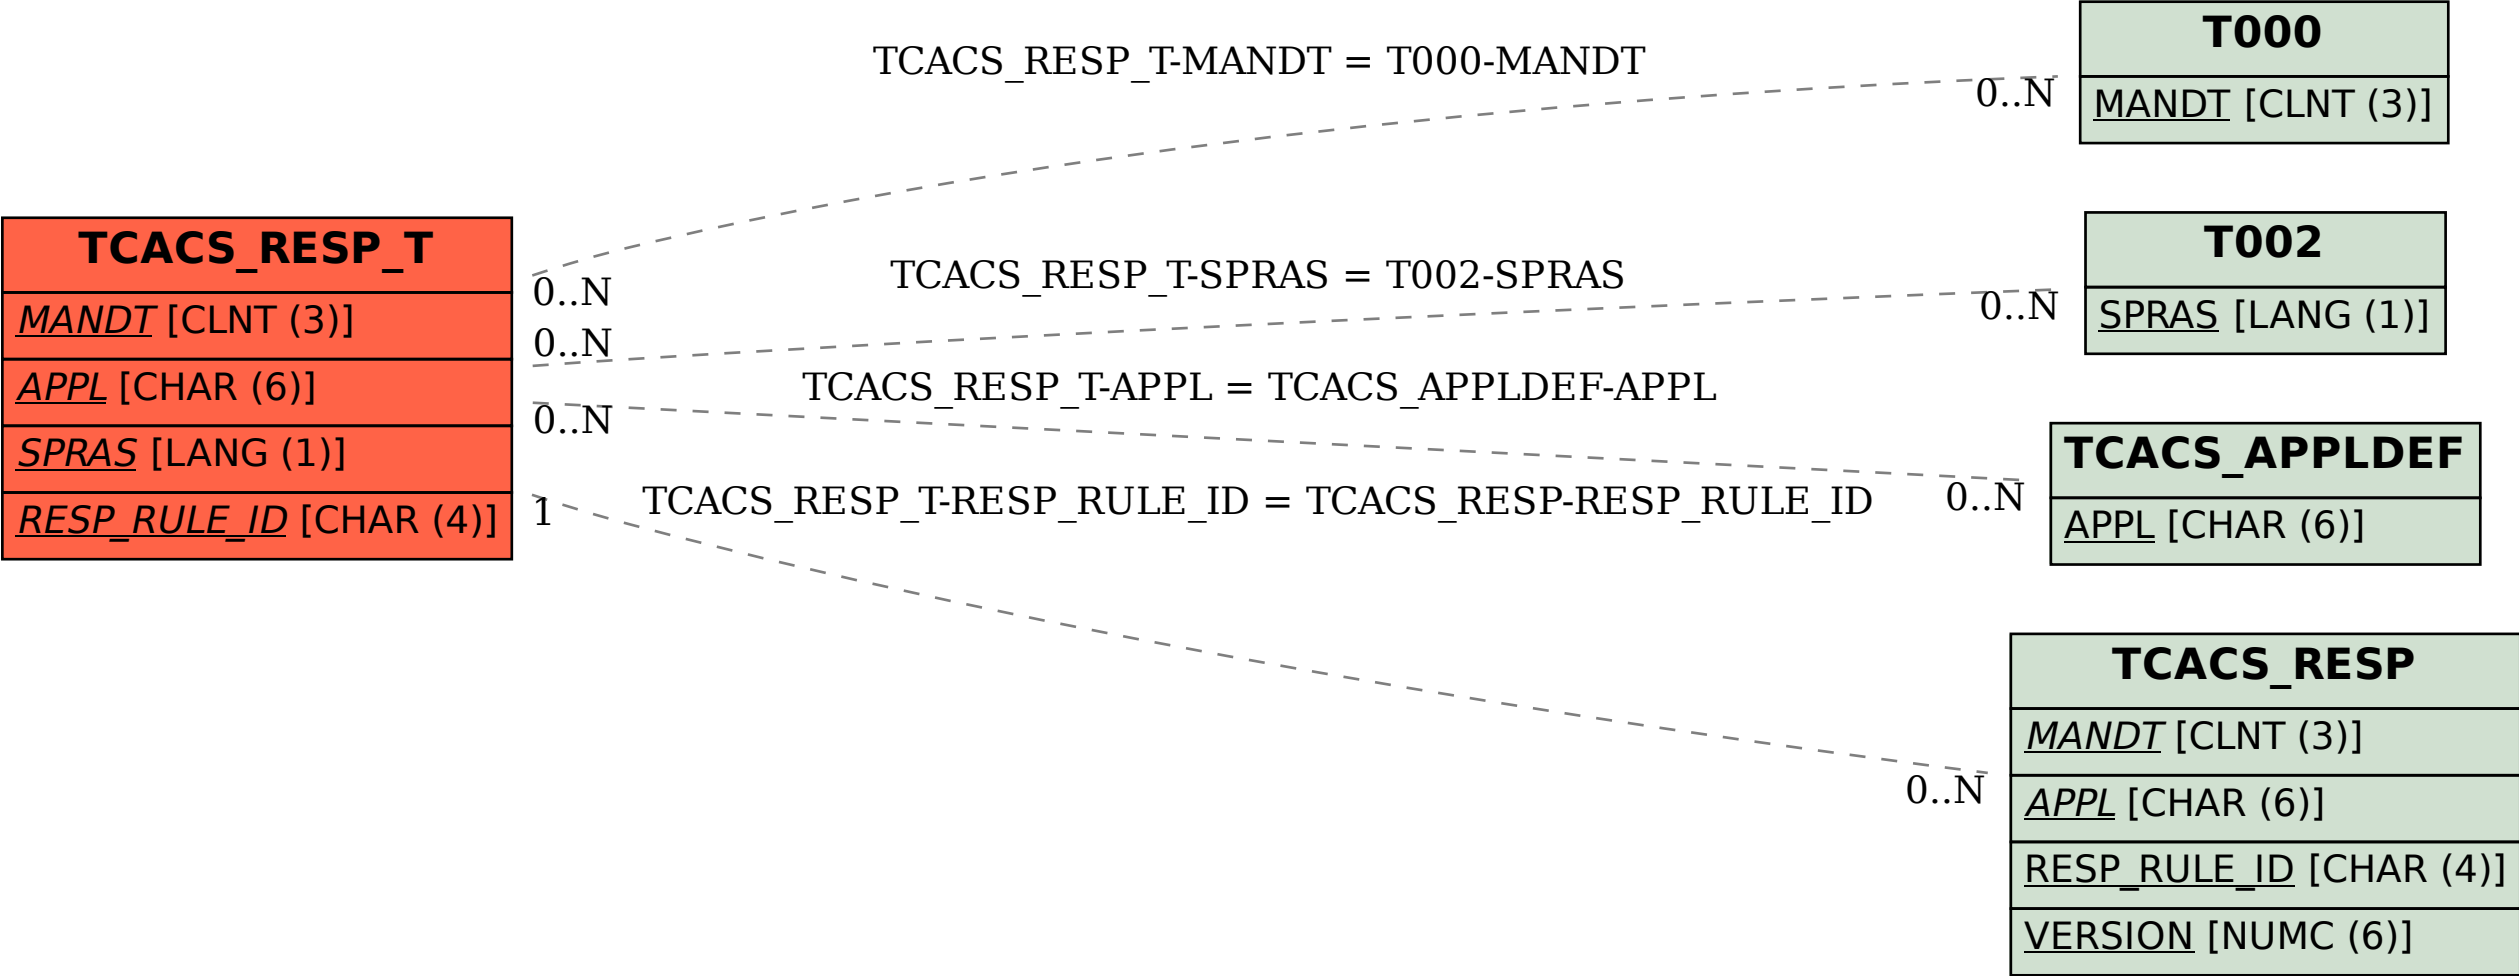 TCACS_RESP_T
MANDT [CLNT (3)]
APPL [CHAR (6)]
SPRAS [LANG (1)]
RESP_RULE_ID [CHAR (4)]
TCACS_RESP_T-MANDT = T000-MANDT
0..N
0..N
TCACS_RESP_T-SPRAS = T002-SPRAS
0..N
0..N
TCACS_RESP_T-APPL = TCACS_APPLDEF-APPL
0..N
0..N
TCACS_RESP_T-RESP_RULE_ID = TCACS_RESP-RESP_RULE_ID
1
0..N
T000
MANDT [CLNT (3)]
T002
SPRAS [LANG (1)]
TCACS_APPLDEF
APPL [CHAR (6)]
TCACS_RESP
MANDT [CLNT (3)]
APPL [CHAR (6)]
RESP_RULE_ID [CHAR (4)]
VERSION [NUMC (6)]